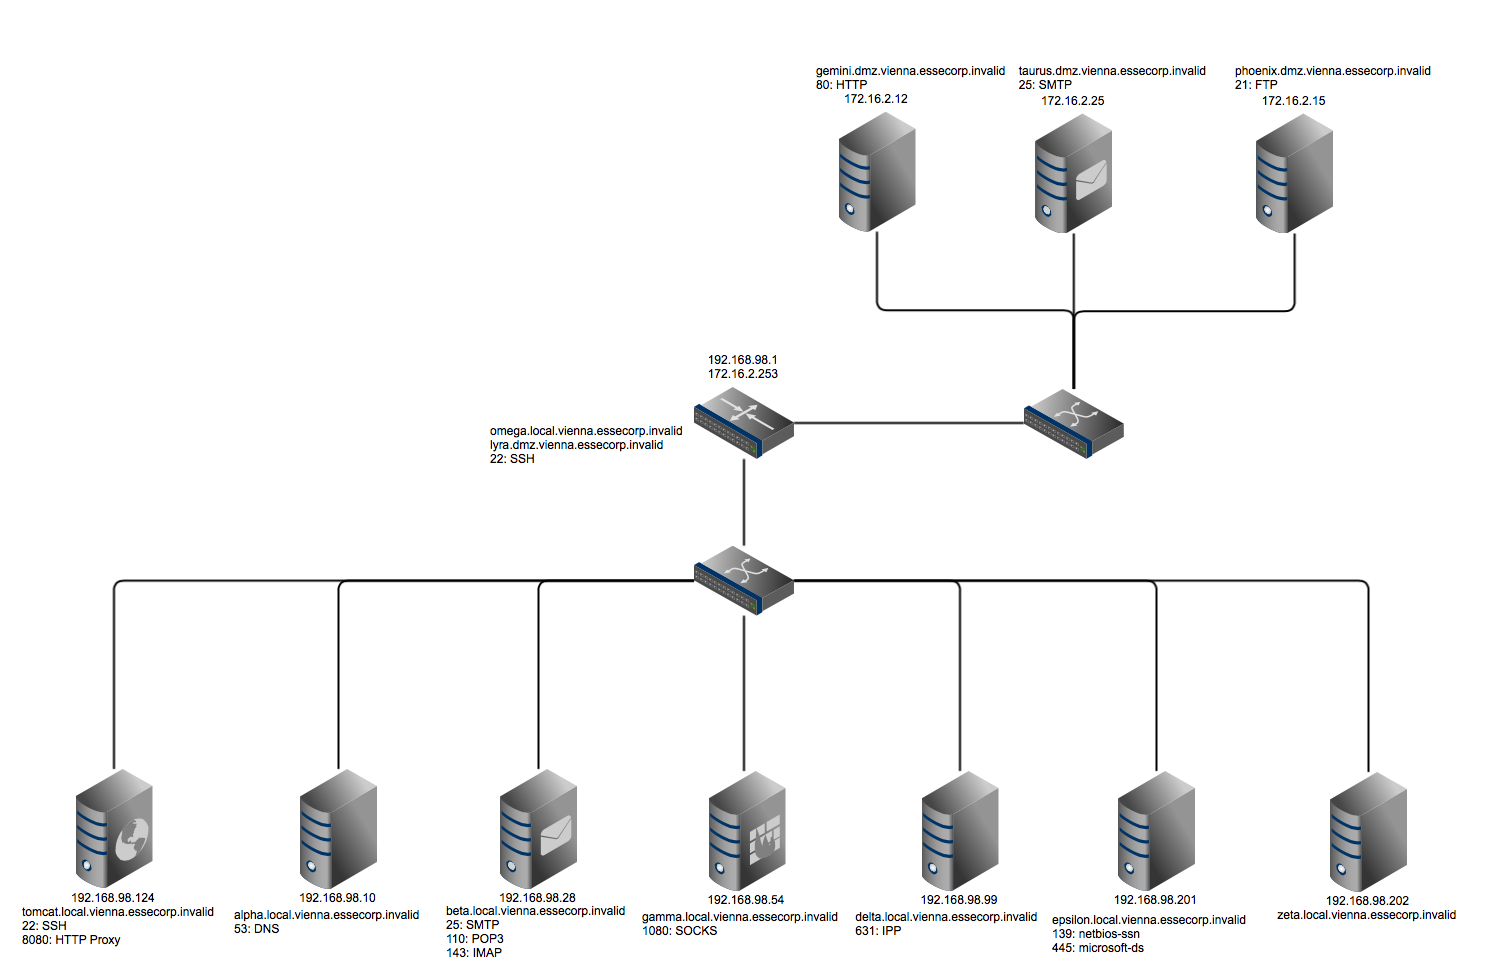 gemini.dmz.vienna.essecorp.invalid
80: HTTP
172.16.2.12
taurus.dmz.vienna.essecorp.invalid
25: SMTP
172.16.2.25
phoenix.dmz.vienna.essecorp.invalid
21: FTP
172.16.2.15
192.168.98.1
172.16.2.253
omega.local.vienna.essecorp.invalid
lyra.dmz.vienna.essecorp.invalid
22: SSH
192.168.98.124
tomcat.local.vienna.essecorp.invalid
22: SSH
8080: HTTP Proxy
192.168.98.10
alpha.local.vienna.essecorp.invalid
53: DNS
192.168.98.28
beta.local.vienna.essecorp.invalid
25: SMTP
110: POP3
143: IMAP
192.168.98.54
gamma.local.vienna.essecorp.invalid
1080: SOCKS
192.168.98.99
delta.local.vienna.essecorp.invalid
631: IPP
192.168.98.201
epsilon.local.vienna.essecorp.invalid
139: netbios-ssn
445: microsoft-ds
192.168.98.202
zeta.local.vienna.essecorp.invalid